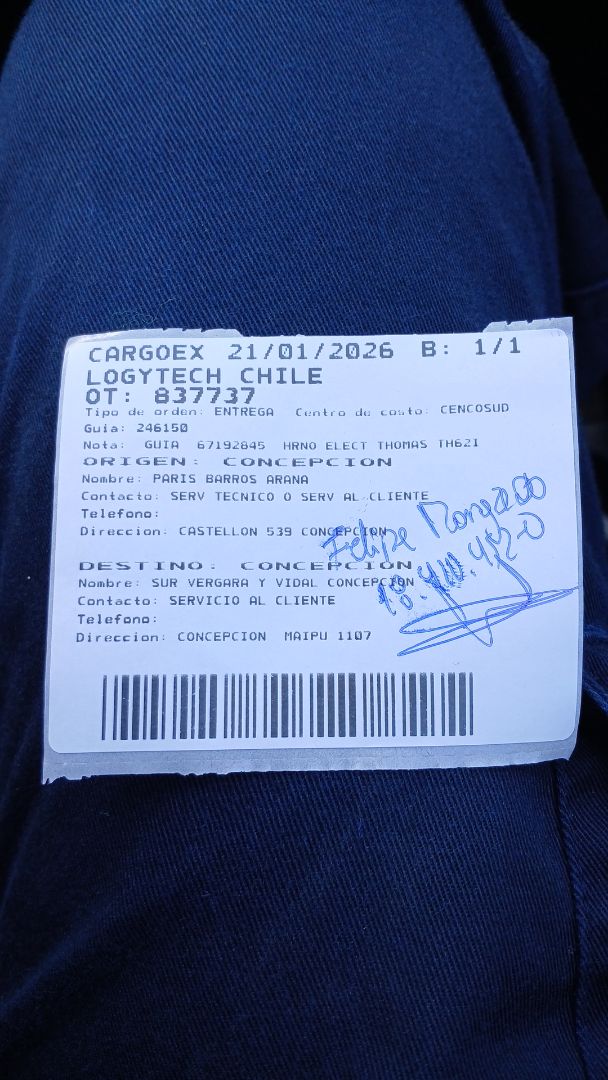 CARGOEX 21/01/2026 B: 1/1
LOGYTECH CHILE
OT: 837737
Tipo de orden: ENTREGA Centro de costo: CENCOSUD
Guia: 246150
Nota: GUIA 67192845 HRNO ELECT THOMAS TH621
ORIGEN: CONCEPCION
Nombre: PARIS BARROS ARANA
Contacto: SERV TECNICO O SERV AL CLIENTE
Telefono:
Direccion: CASTELLON 539 CONCEPCION
Felipe
DESTINO: CONCEPCION
Nombre: SUR VERGARA Y VIDAL CONCEPCION
Contacto: SERVICIO AL CLIENTE
Telefono:
Direccion: CONCEPCION MAIPU 1107